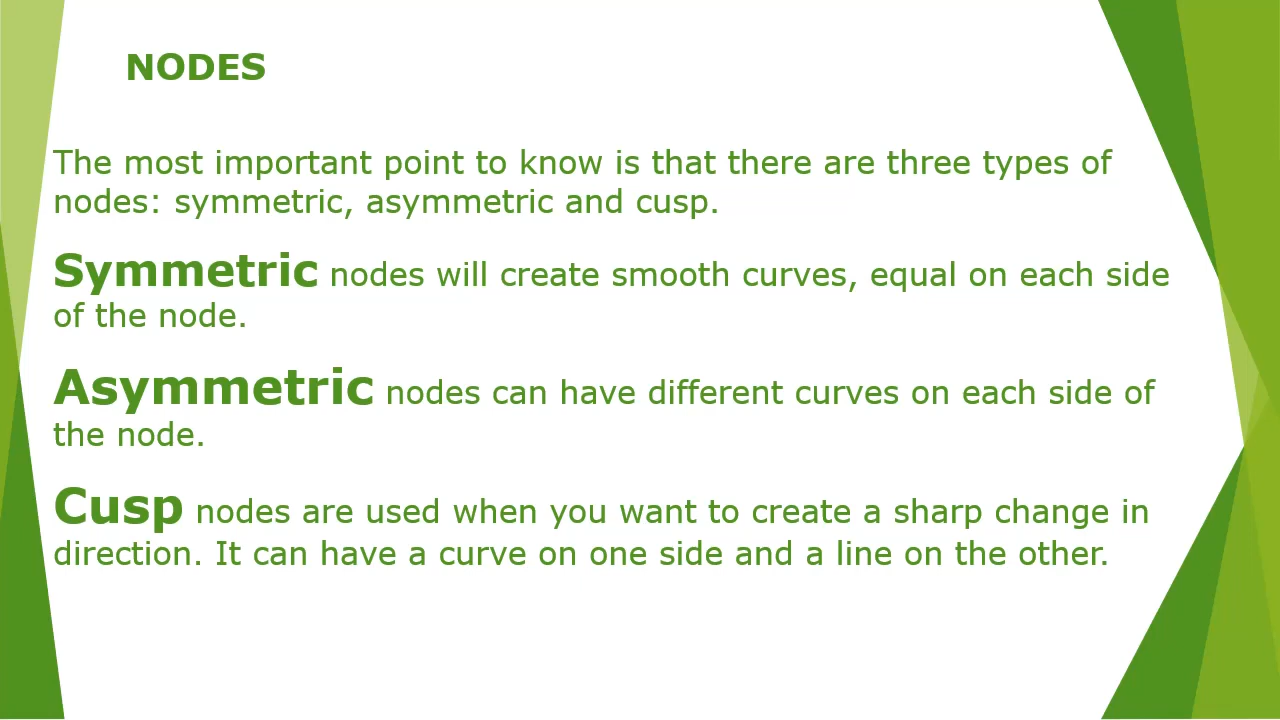 NODES
The most important point to know is that there are three types of
nodes: symmetric, asymmetric and cusp.
Symmetric nodes will create smooth curves, equal on each side
of the node.
Asymmetric nodes can have different curves on each side of
the node.
Cusp nodes are used when you want to create a sharp change in
direction. It can have a curve on one side and a line on the other.